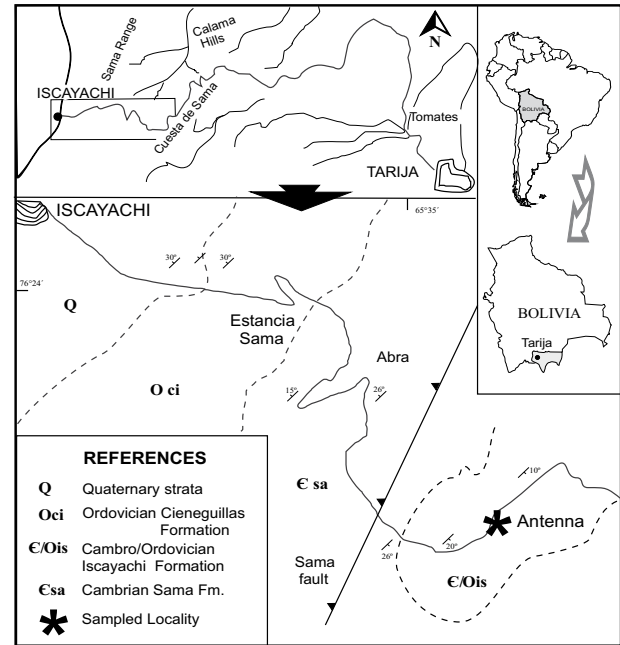 Sama Range
Calama
Hills
N
ISCAYACHI
Cuesta de Sama
Tomates
TARIJA
BOLIVIA
BOLIVIA
Tarija
ISCAYACHI
65°35'
76°24'
30°
30°
Q
Estancia
Sama
Abra
O ci
15°
26°
Є sa
10°
Antenna
20°
26°
Sama
fault
Є/Ois
REFERENCES
Q Quaternary strata
Oci Ordovician Cieneguillas
Formation
Є/Ois Cambro/Ordovician
Iscayachi Formation
Єsa Cambrian Sama Fm.
Sampled Locality